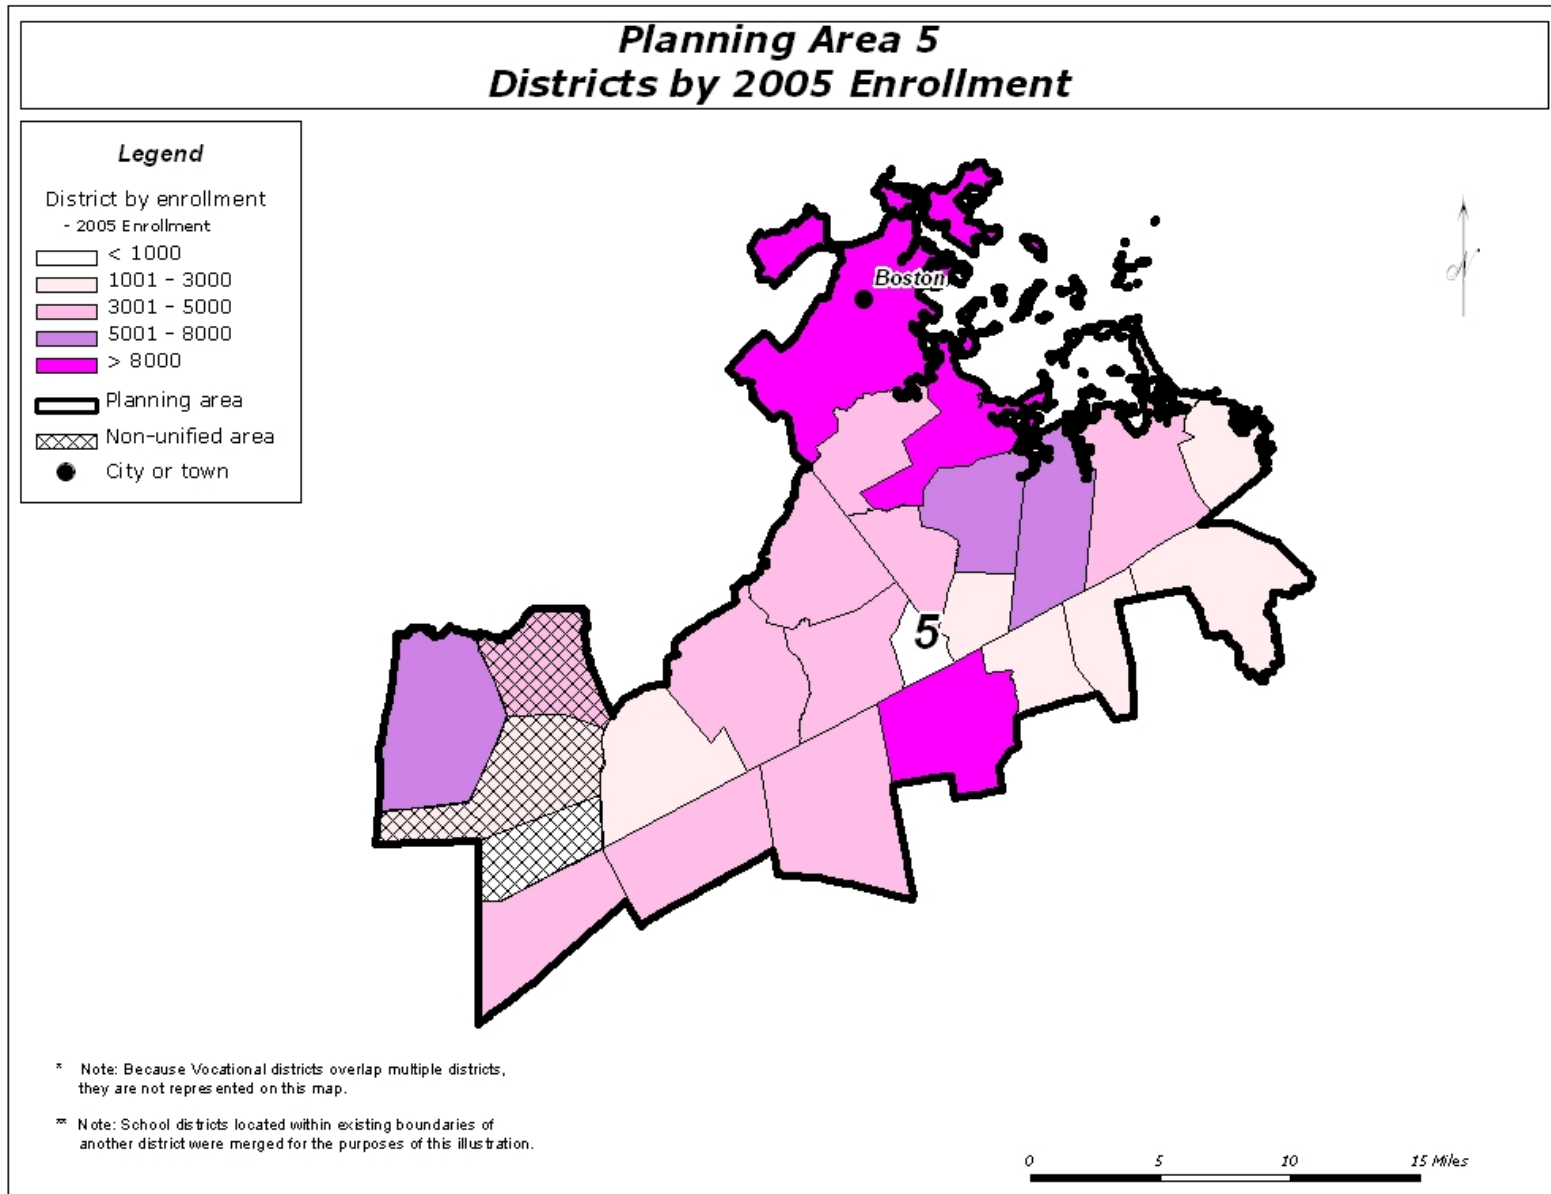 Planning Area 5
Districts by 2005 Enrollment
Legend
District by enrollment
- 2005 Enrollment
< 1000
1001 - 3000
3001 - 5000
5001 - 8000
> 8000
Planning area
Non-unified area
City or town
Boston
N
5
* Note: Because Vocational districts overlap multiple districts,
they are not represented on this map.
** Note: School districts located within existing boundaries of
another district were merged for the purposes of this illustration.
0 5 10 15 Miles